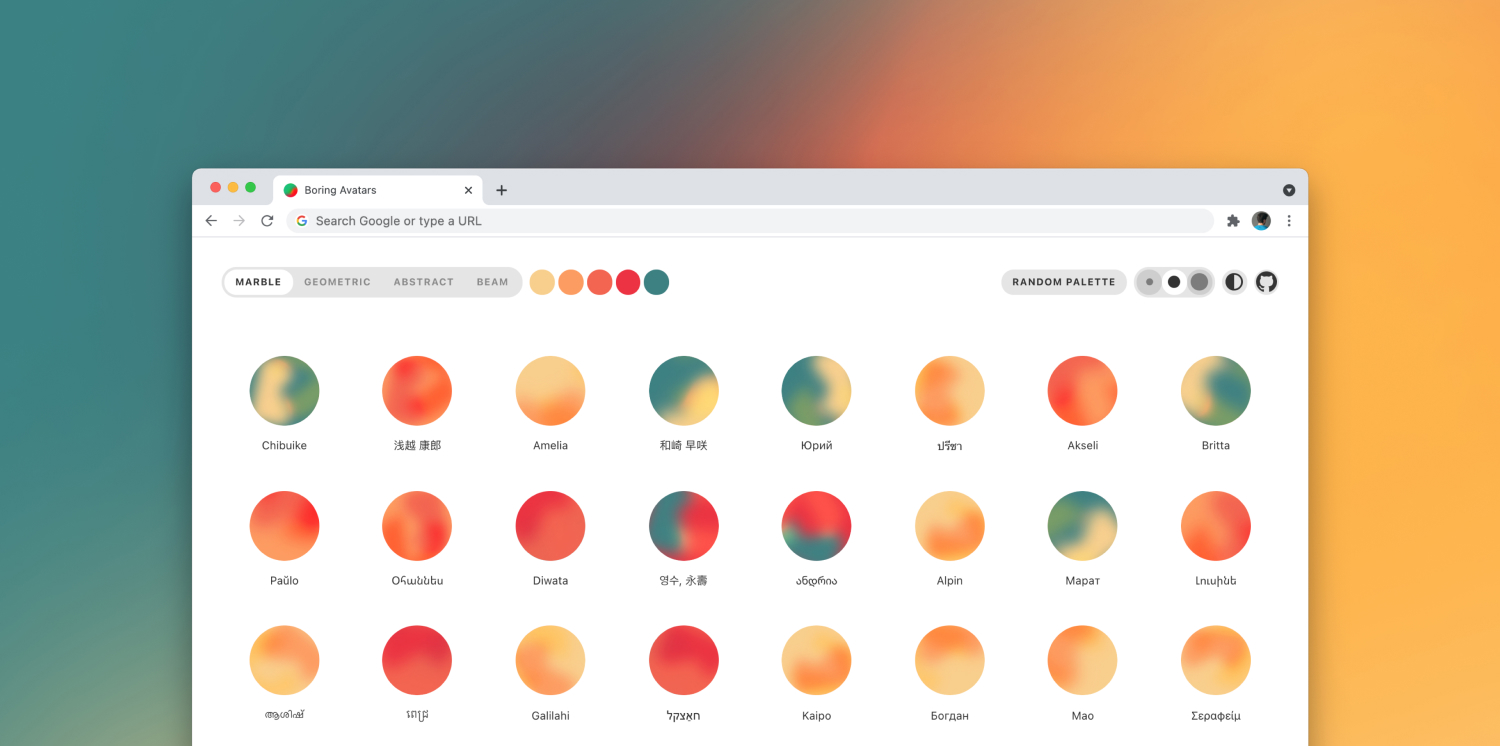 Boring Avatars
Search Google or type a URL
MARBLE GEOMETRIC ABSTRACT BEAM RANDOM PALETTE
Chibuike 浅越 康郎 Amelia 和崎 早咲 Юрий ปรีชา Akseli Britta
Paŭlo Օհաննես Diwata 영수, 永壽 ანდრია Alpin Марат Լուսինե
ആശിഷ് ពេជ្រ Galilahi חאַצקל Kaipo Богдан Mao Σεραφείμ